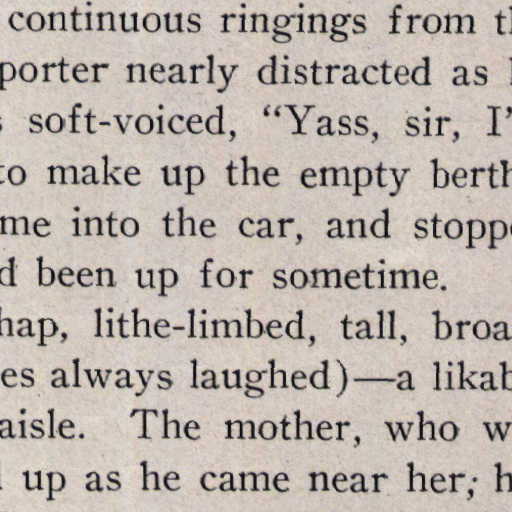 continuous ringings from
porter nearly distracted as
soft-voiced, “Yass, sir, I’
to make up the empty berth
me into the car, and stopp
d been up for sometime.
hap, lithe-limbed, tall, broa
es always laughed)—a likab
aisle. The mother, who w
up as he came near her; h